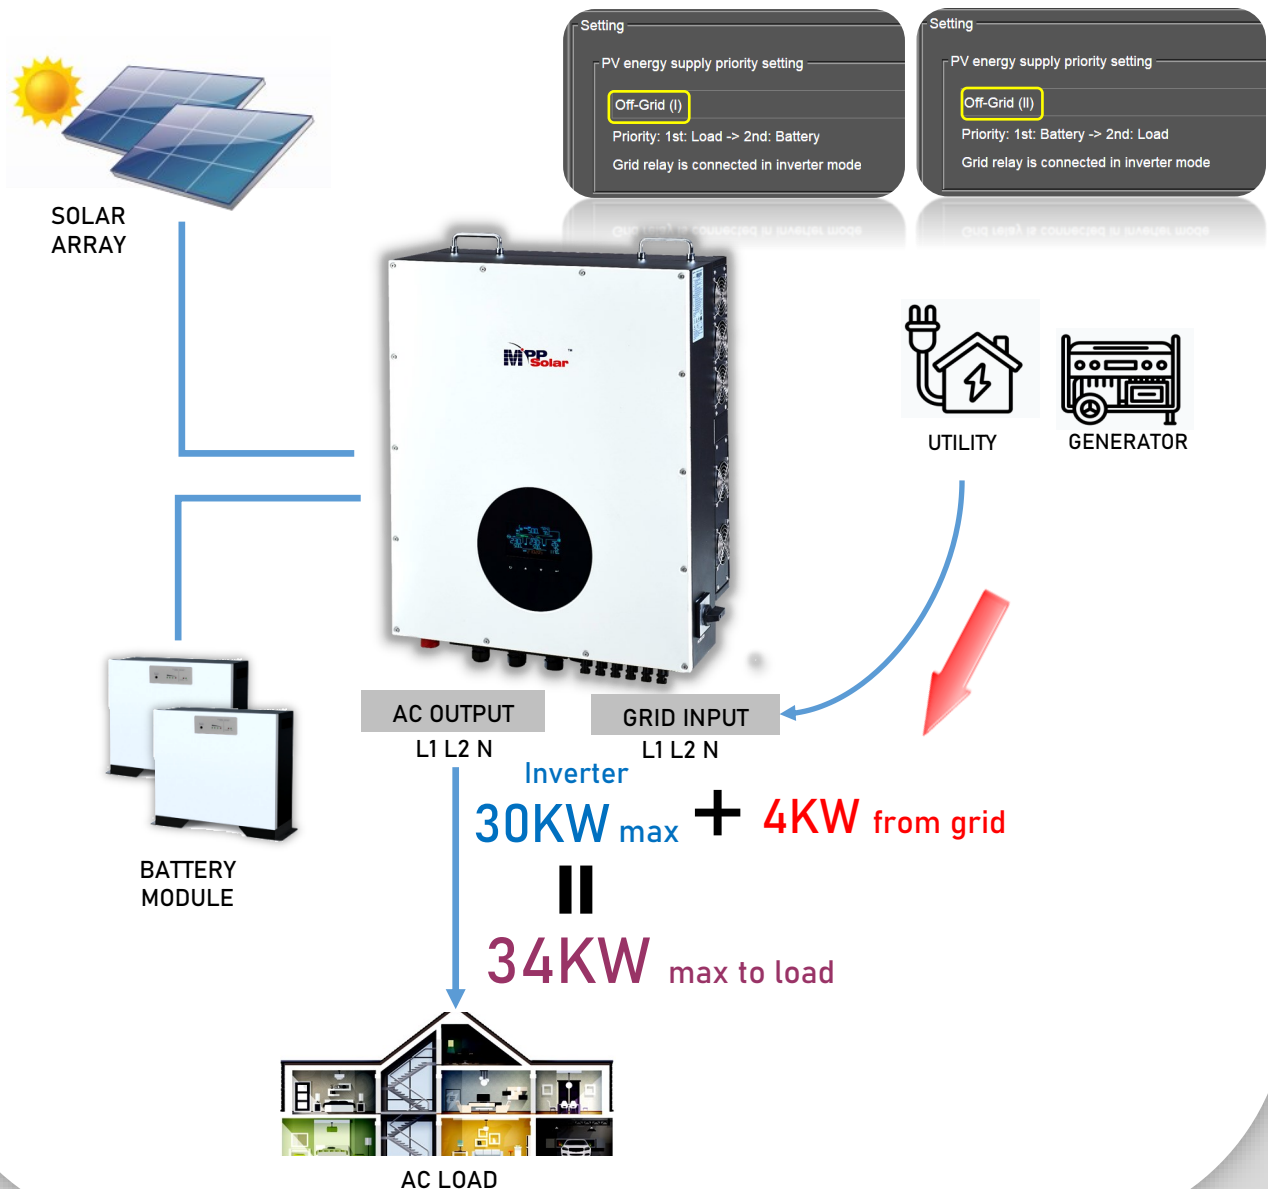 Setting
PV energy supply priority setting
Off-Grid (I)
Priority: 1st: Load -> 2nd: Battery
Grid relay is connected in inverter mode
Setting
PV energy supply priority setting
Off-Grid (II)
Priority: 1st: Battery -> 2nd: Load
Grid relay is connected in inverter mode
SOLAR
ARRAY
MPP
Solar
UTILITY
GENERATOR
AC OUTPUT
GRID INPUT
L1 L2 N
L1 L2 N
Inverter
30KW max + 4KW from grid
=
34KW max to load
BATTERY
MODULE
AC LOAD